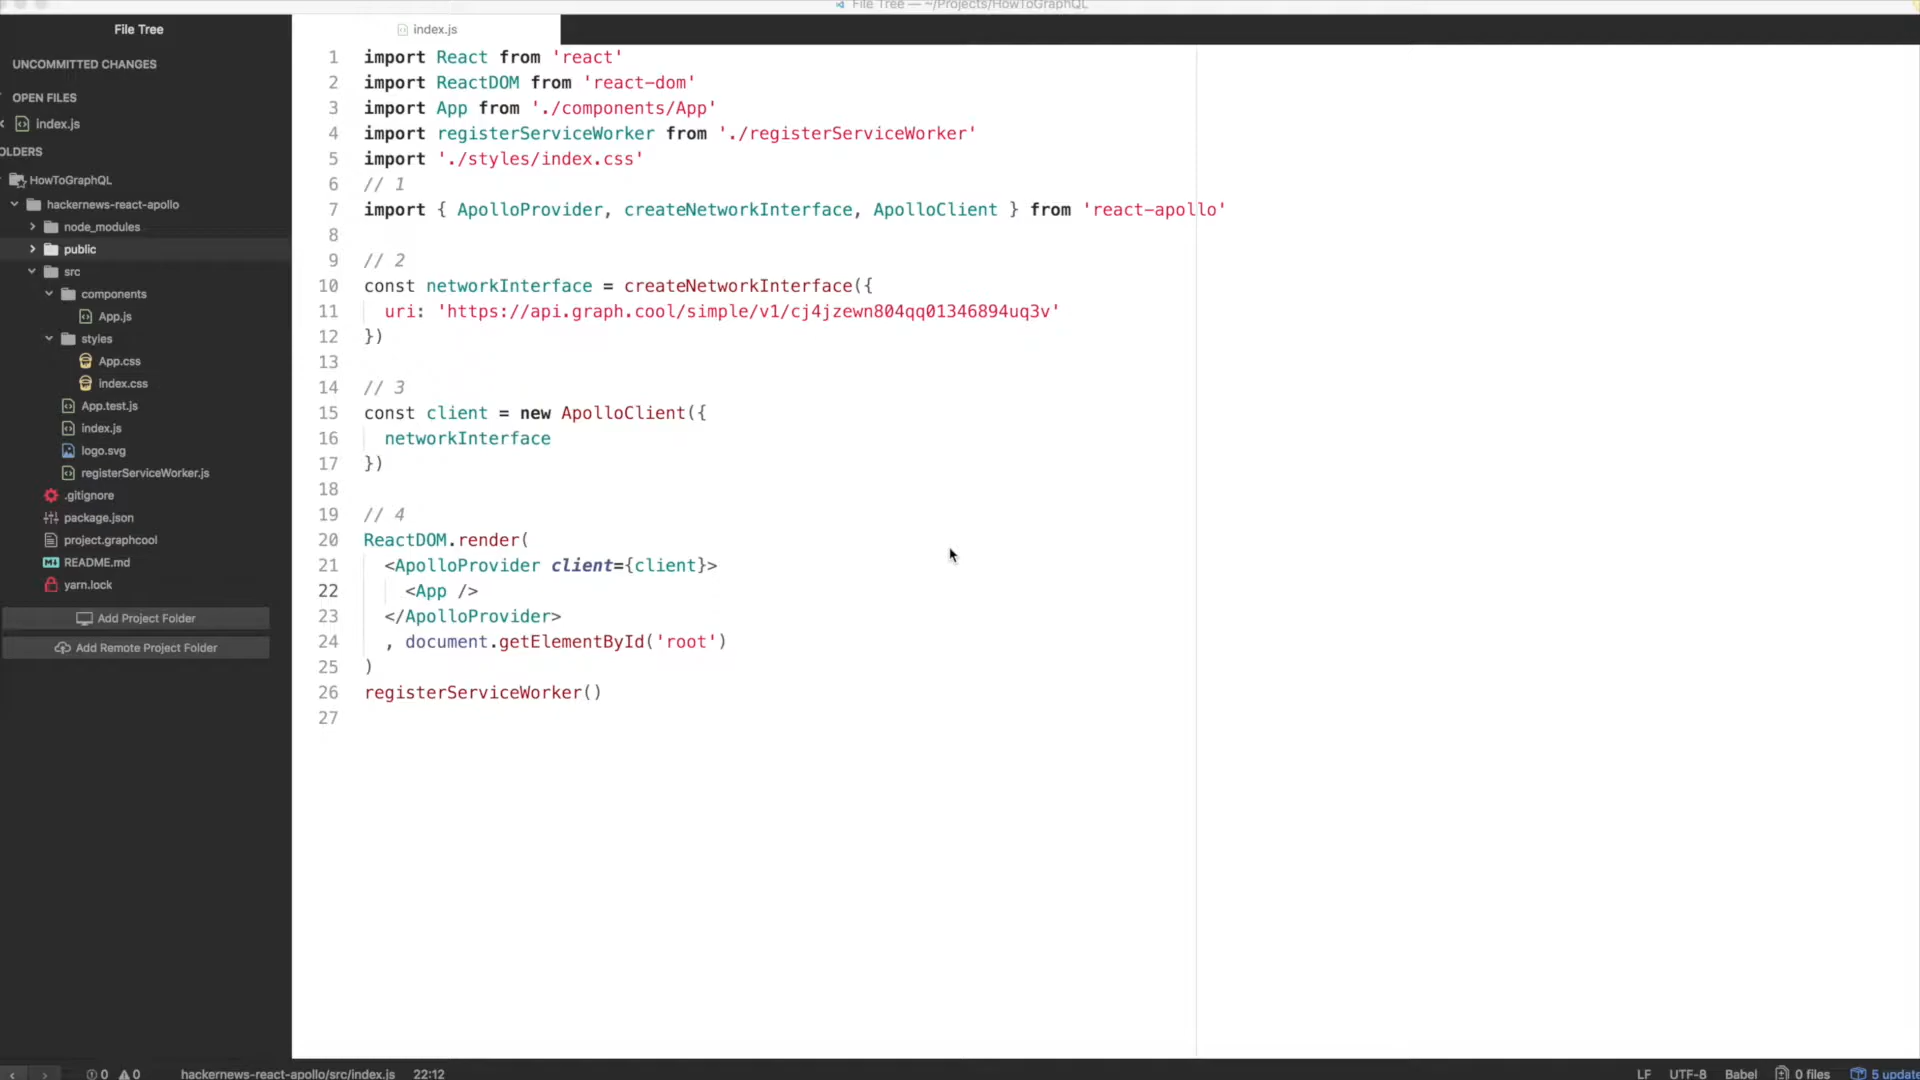 File Tree — ~/Projects/HowToGraphQL
File Tree
UNCOMMITTED CHANGES
OPEN FILES
index.js
OLDERS
HowToGraphQL
hackernews-react-apollo
node_modules
public
src
components
App.js
styles
App.css
index.css
App.test.js
index.js
logo.svg
registerServiceWorker.js
.gitignore
package.json
project.graphcool
README.md
yarn.lock
Add Project Folder
Add Remote Project Folder
index.js
1 import React from 'react'
2 import ReactDOM from 'react-dom'
3 import App from './components/App'
4 import registerServiceWorker from './registerServiceWorker'
5 import './styles/index.css'
6 // 1
7 import { ApolloProvider, createNetworkInterface, ApolloClient } from 'react-apollo'
8
9 // 2
10 const networkInterface = createNetworkInterface({
11 uri: 'https://api.graph.cool/simple/v1/cj4jzewn804qq01346894uq3v'
12 })
13
14 // 3
15 const client = new ApolloClient({
16 networkInterface
17 })
18
19 // 4
20 ReactDOM.render(
21 <ApolloProvider client={client}>
22 <App />
23 </ApolloProvider>
24 , document.getElementById('root')
25 )
26 registerServiceWorker()
27
0 0 hackernews-react-apollo/src/index.js 22:12 LF UTF-8 Babel 0 files 5 update